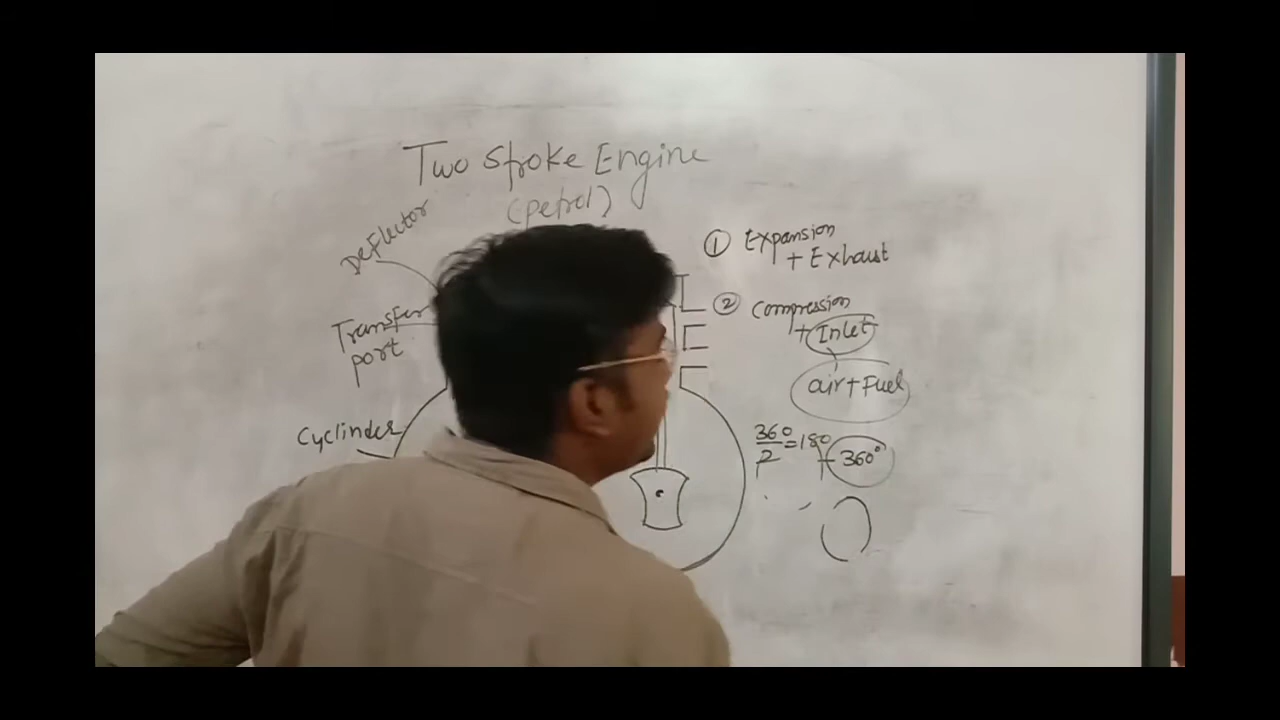 Two Stroke Engine
(Petrol)
Deflector
Transfer
port
Cyclinder
① Expansion
+ Exhaust
② Compression
+ Inlet
air + Fuel
360/2 = 180
360°